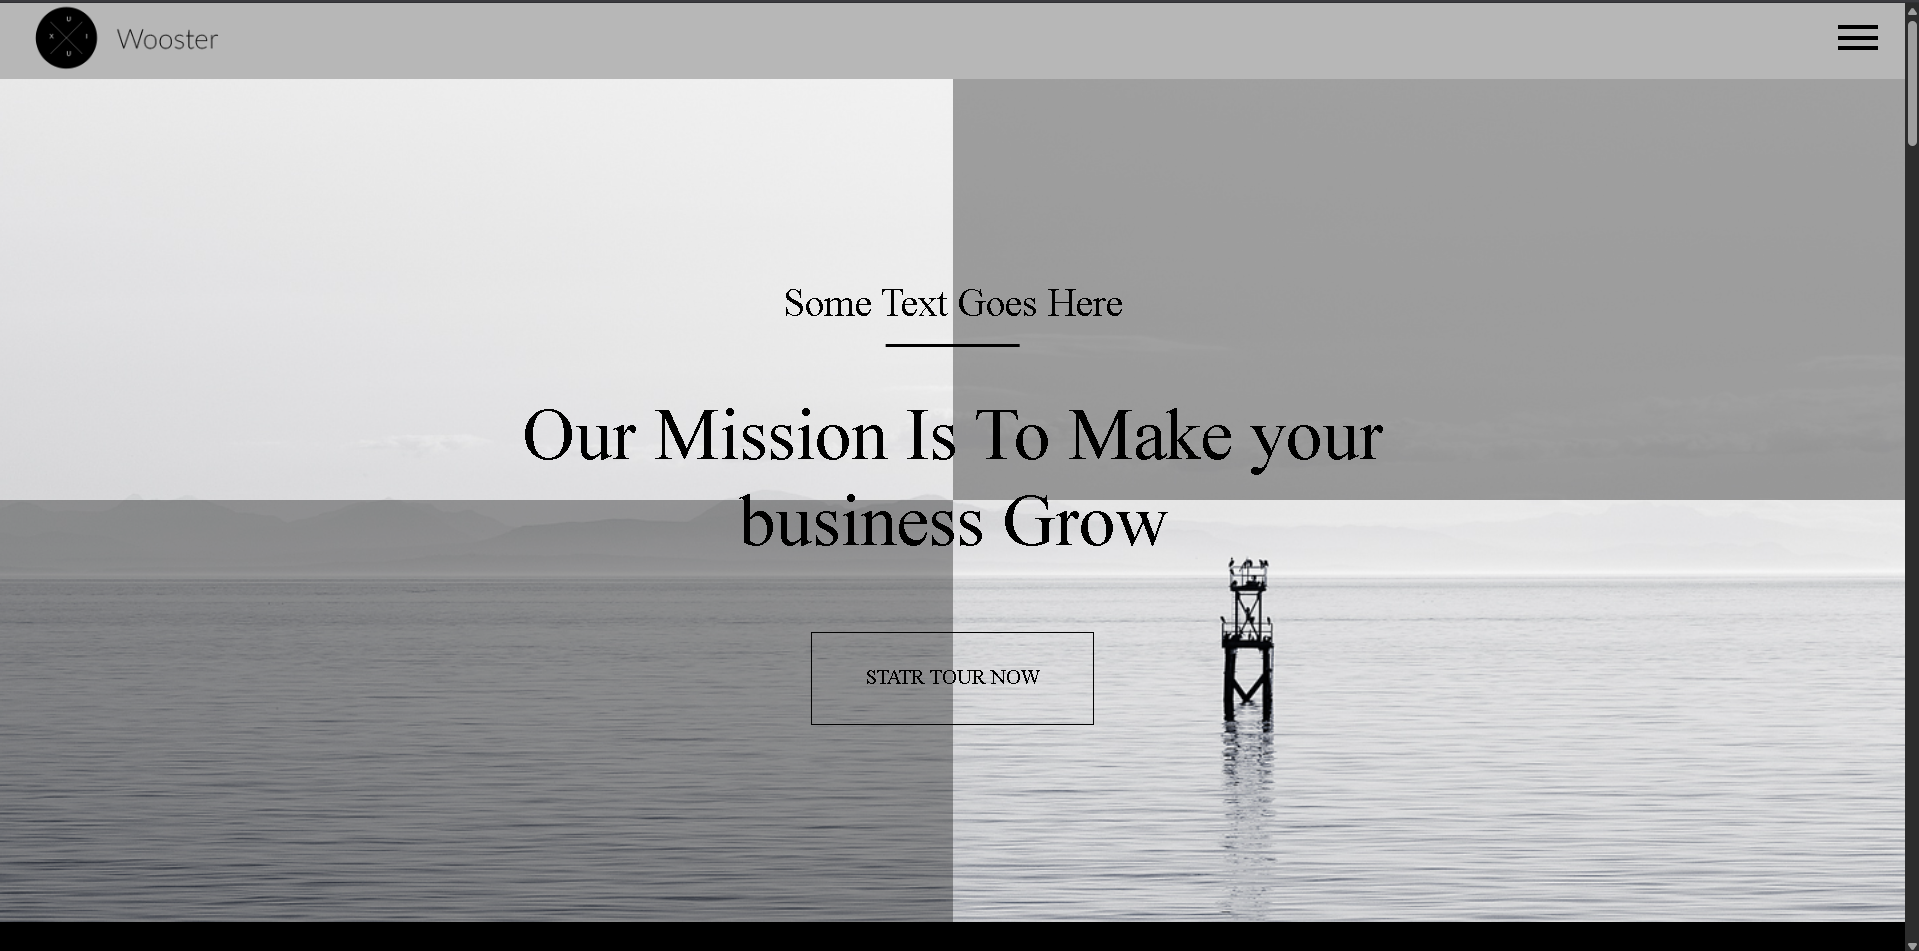 U
X I
U
Wooster
Some Text Goes Here
Our Mission Is To Make your
business Grow
STATR TOUR NOW